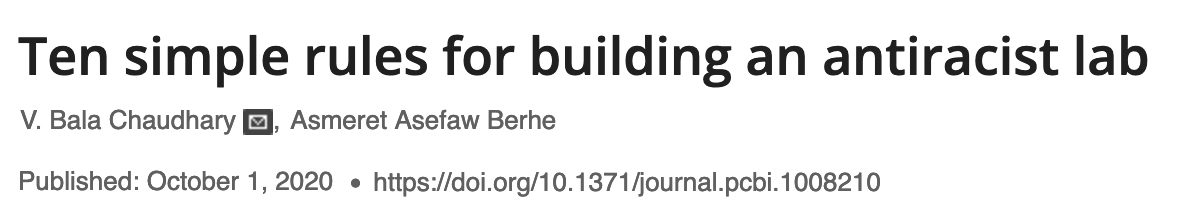 Ten simple rules for building an antiracist lab
V. Bala Chaudhary , Asmeret Asefaw Berhe
Published: October 1, 2020 • https://doi.org/10.1371/journal.pcbi.1008210